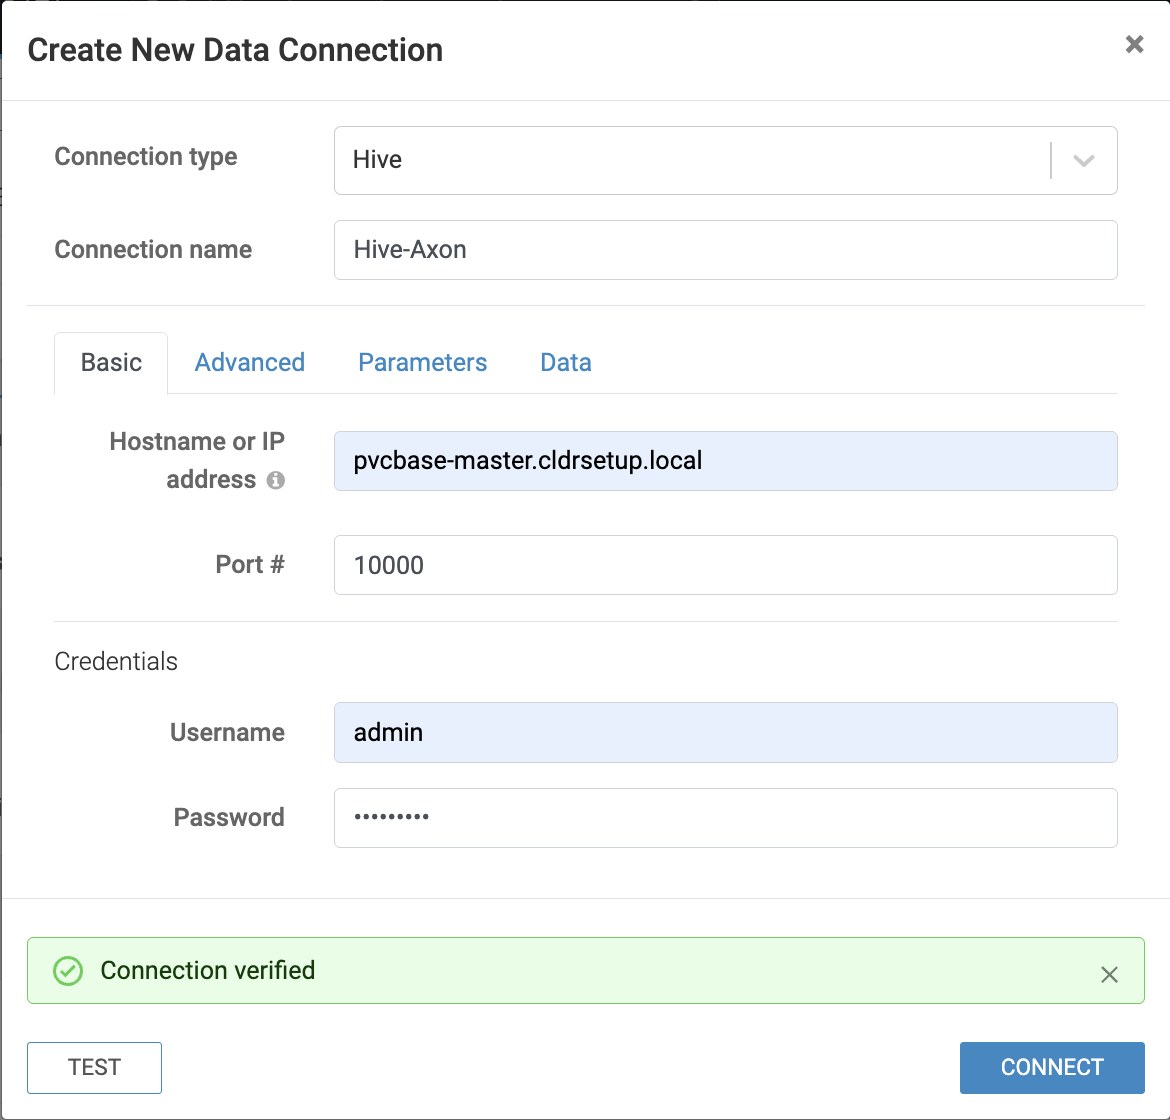 Create New Data Connection
Connection type
Hive
Connection name
Hive-Axon
Basic
Advanced
Parameters
Data
Hostname or IP
address
pvcbase-master.cldrsetup.local
Port #
10000
Credentials
Username
admin
Password
•••••••••
Connection verified
TEST
CONNECT